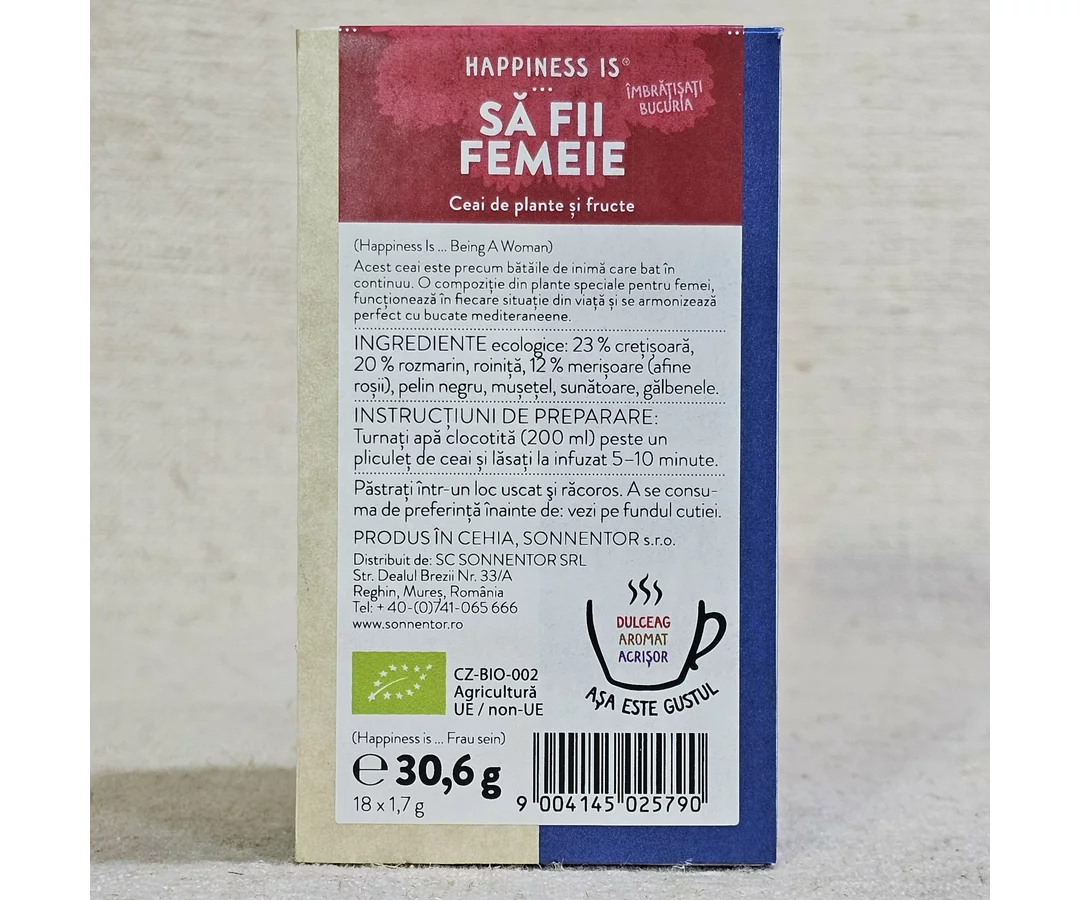 HAPPINESS IS®
...
ÎMBRĂȚIȘAȚI
BUCURIA
SĂ FII
FEMEIE
Ceai de plante și fructe
(Happiness Is ... Being A Woman)
Acest ceai este precum bătăile de inimă care bat în
continuu. O compoziție din plante speciale pentru femei,
funcționează în fiecare situație din viață și se armonizează
perfect cu bucate mediteraneene.
INGREDIENTE ecologice: 23 % crețișoară,
20 % rozmarin, roiniță, 12 % merișoare (afine
roșii), pelin negru, mușețel, sunătoare, gălbenele.
INSTRUCȚIUNI DE PREPARARE:
Turnați apă clocotită (200 ml) peste un
pliculeț de ceai și lăsați la infuzat 5–10 minute.
Păstrați într-un loc uscat şi răcoros. A se consu-
ma de preferință înainte de: vezi pe fundul cutiei.
PRODUS ÎN CEHIA, SONNENTOR s.r.o.
Distribuit de: SC SONNENTOR SRL
Str. Dealul Brezii Nr. 33/A
Reghin, Mureș, România
Tel: + 40-(0)741-065 666
www.sonnentor.ro
DULCEAG
AROMAT
ACRIȘOR
AȘA ESTE GUSTUL
CZ-BIO-002
Agricultură
UE / non-UE
(Happiness is ... Frau sein)
℮ 30,6 g
18 x 1,7 g
9 004145 025790